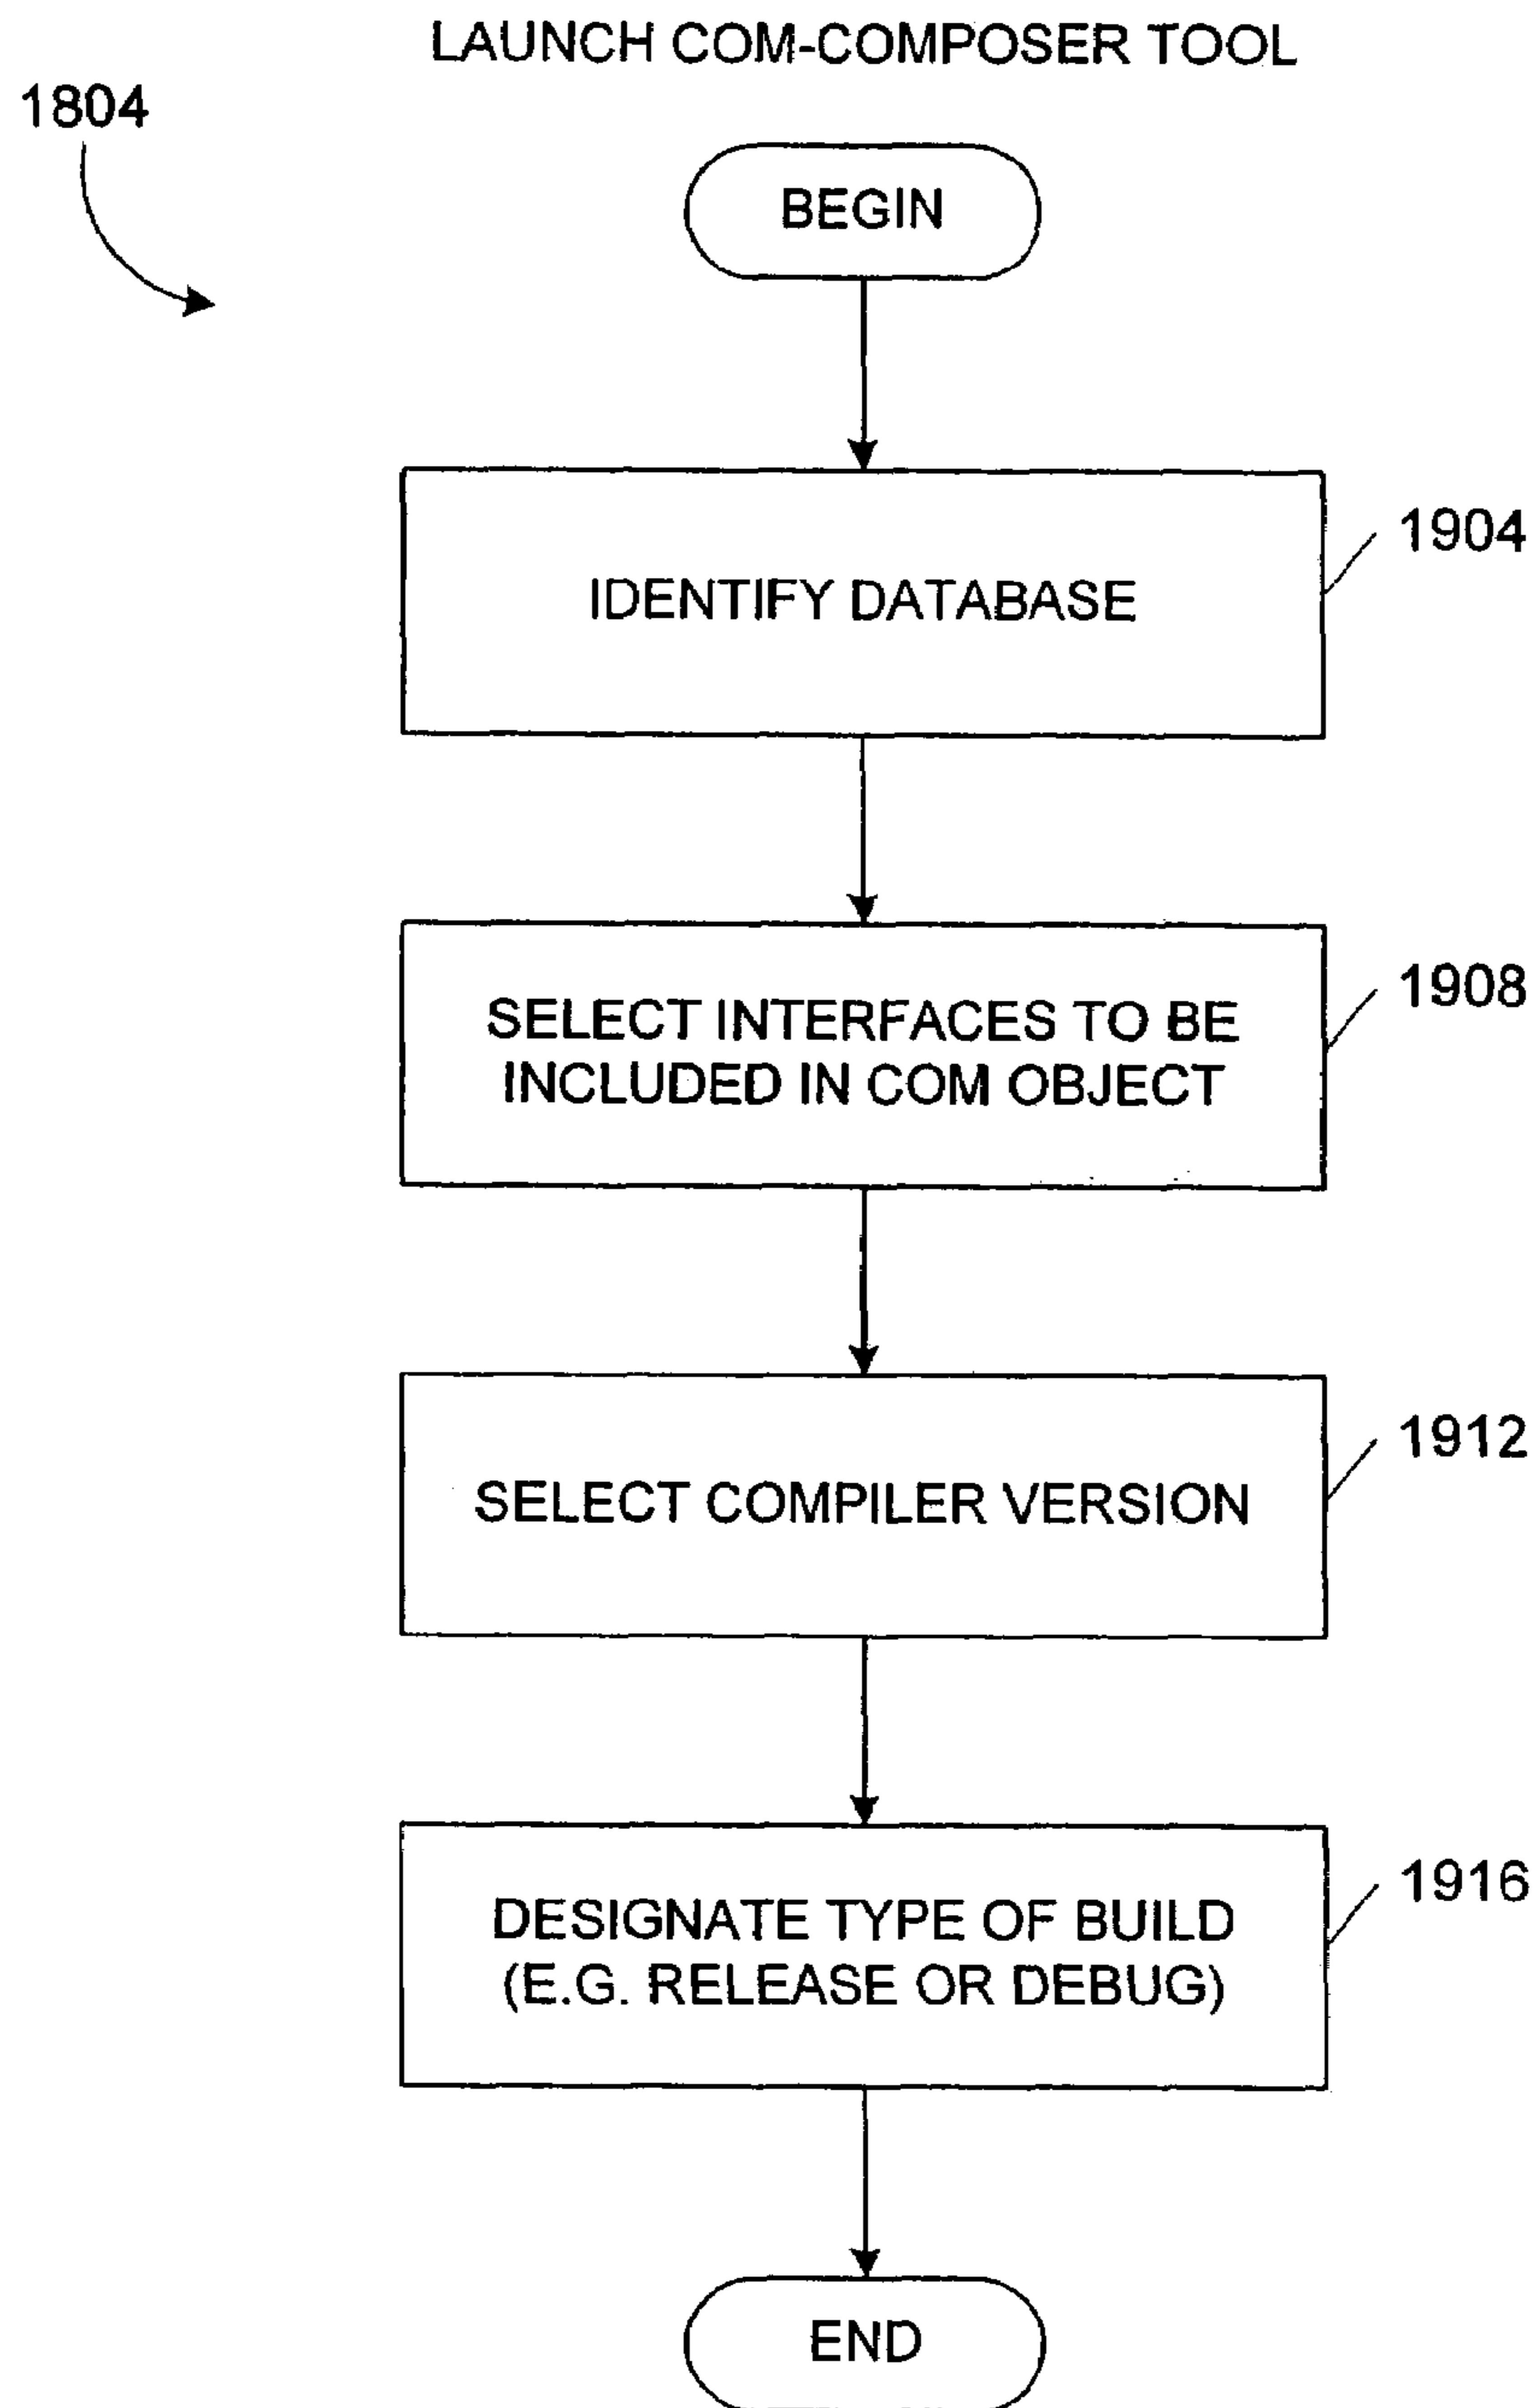 LAUNCH COM-COMPOSER TOOL
1804
BEGIN
IDENTIFY DATABASE
1904
SELECT INTERFACES TO BE
INCLUDED IN COM OBJECT
1908
SELECT COMPILER VERSION
1912
DESIGNATE TYPE OF BUILD
(E.G. RELEASE OR DEBUG)
1916
END